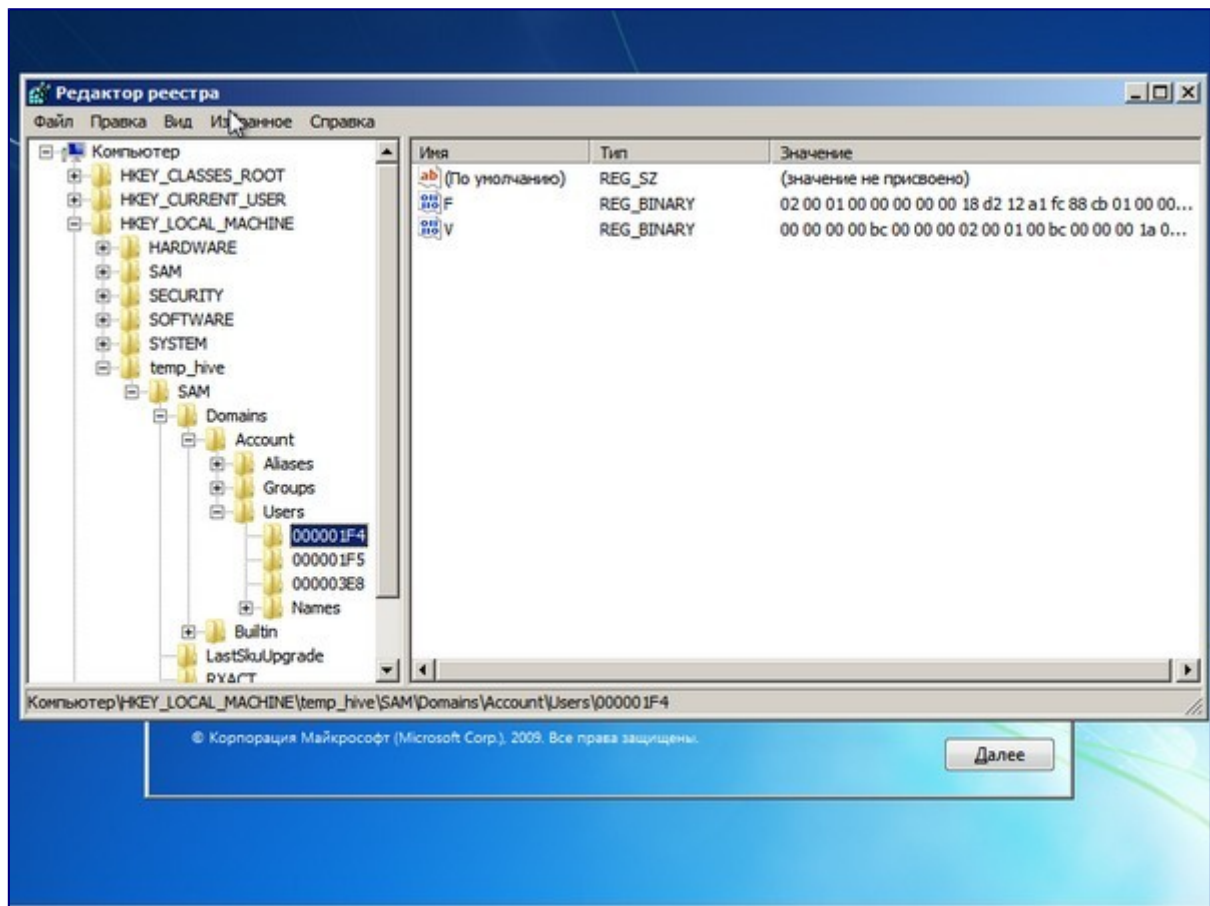 Редактор реестра
Файл Правка Вид Избранное Справка
Компьютер
HKEY_CLASSES_ROOT
HKEY_CURRENT_USER
HKEY_LOCAL_MACHINE
HARDWARE
SAM
SECURITY
SOFTWARE
SYSTEM
temp_hive
SAM
Domains
Account
Aliases
Groups
Users
000001F4
000001F5
000003E8
Names
Builtin
LastSkuUpgrade
RXACT
Имя Тип Значение
(По умолчанию) REG_SZ (значение не присвоено)
F REG_BINARY 02 00 01 00 00 00 00 00 18 d2 12 a1 fc 88 cb 01 00 00...
V REG_BINARY 00 00 00 00 bc 00 00 00 02 00 01 00 bc 00 00 00 1a 0...
Компьютер\HKEY_LOCAL_MACHINE\temp_hive\SAM\Domains\Account\Users\000001F4
© Корпорация Майкрософт (Microsoft Corp.), 2009. Все права защищены.
Далее